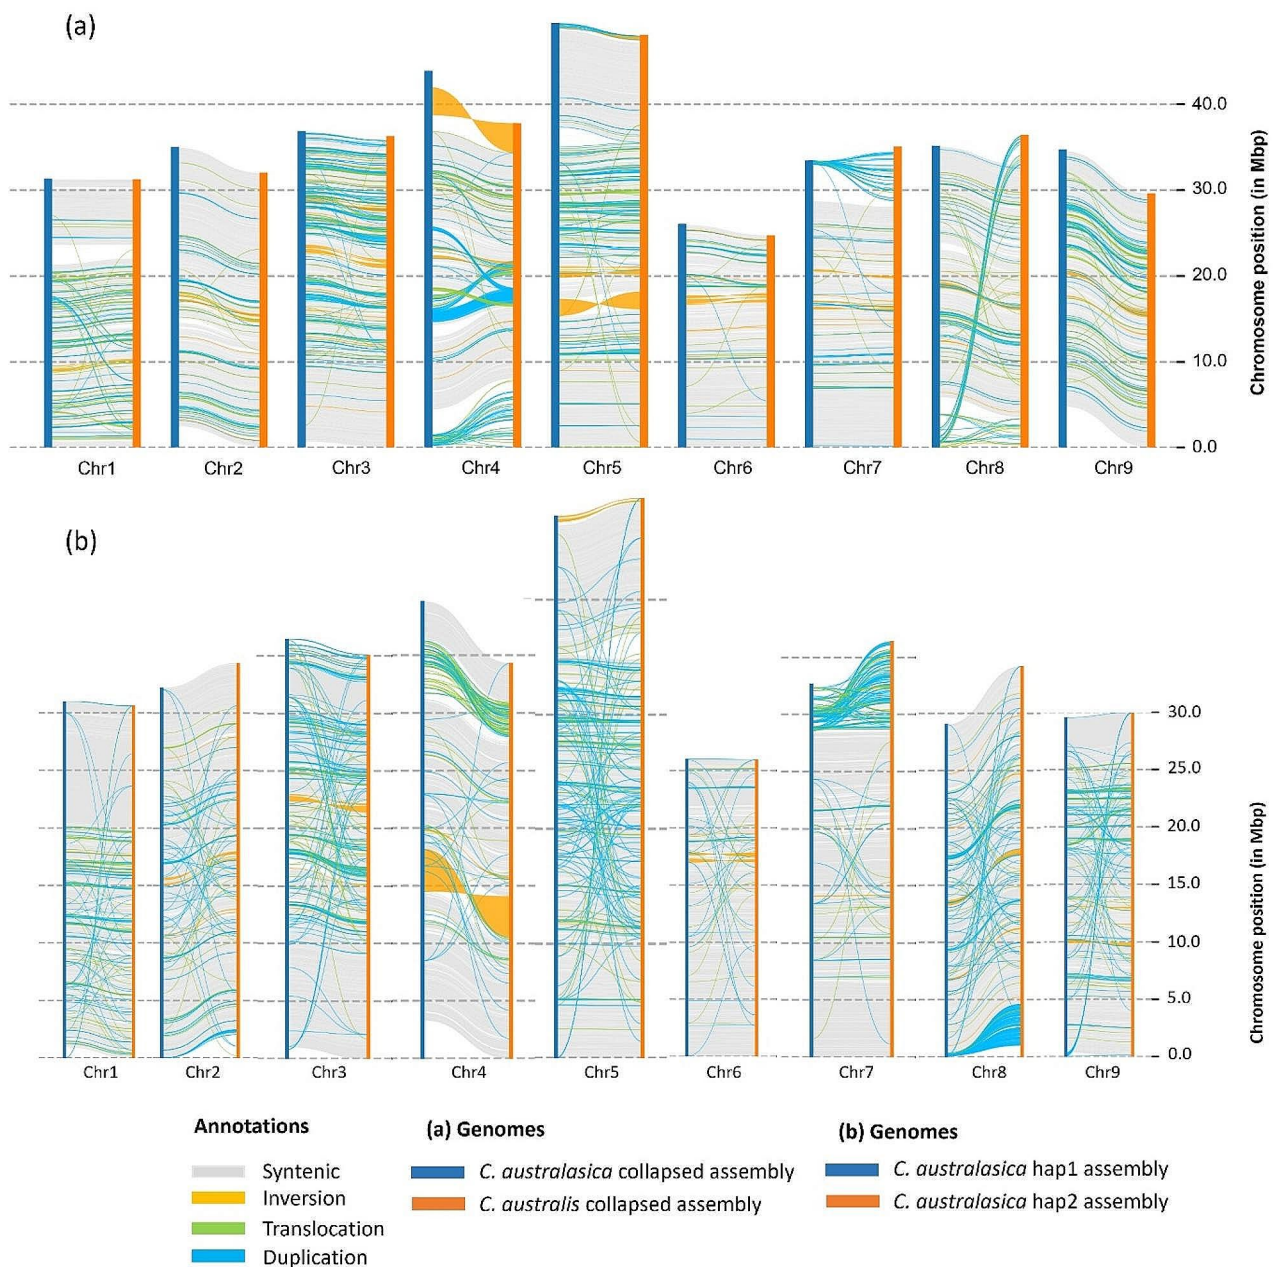 (a)
40.0
30.0
20.0
10.0
0.0
Chromosome position (in Mbp)
Chr1 Chr2 Chr3 Chr4 Chr5 Chr6 Chr7 Chr8 Chr9
(b)
30.0
25.0
20.0
15.0
10.0
5.0
0.0
Chromosome position (in Mbp)
Chr1 Chr2 Chr3 Chr4 Chr5 Chr6 Chr7 Chr8 Chr9
Annotations
Syntenic
Inversion
Translocation
Duplication
(a) Genomes
C. australasica collapsed assembly
C. australis collapsed assembly
(b) Genomes
C. australasica hap1 assembly
C. australasica hap2 assembly